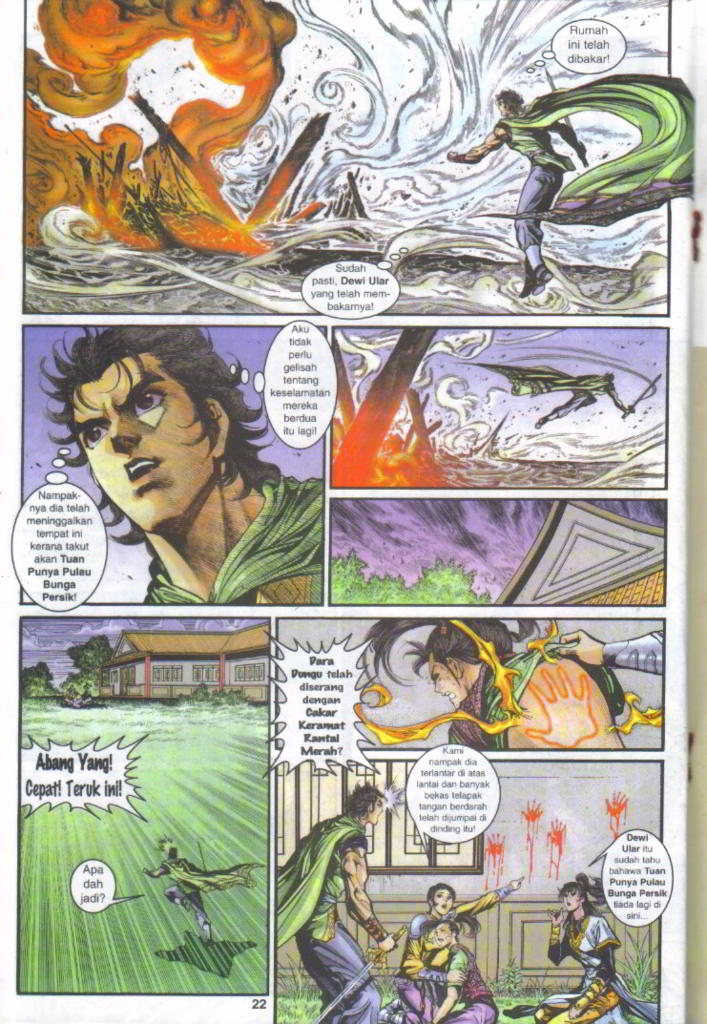 Rumah
ini telah
dibakar!
Sudah
pasti, Dewi Ular
yang telah mem-
bakarnya!
Aku
tidak
perlu
gelisah
tentang
keselamatan
mereka
berdua
itu lagi!
Nampak-
nya dia telah
meninggalkan
tempat ini
kerana takut
akan Tuan
Punya Pulau
Bunga
Persik!
Abang Yang!
Cepat! Teruk ini!
Apa
dah
jadi?
Dara
Dungu telah
diserang
dengan
Cakar
Keramat
Rantai
Merah?
Kami
nampak dia
terlantar di atas
lantai dan banyak
bekas telapak
tangan berdarah
telah dijumpai di
dinding itu!
Dewi
Ular itu
sudah tahu
bahawa Tuan
Punya Pulau
Bunga Persik
tiada lagi di
sini...
22